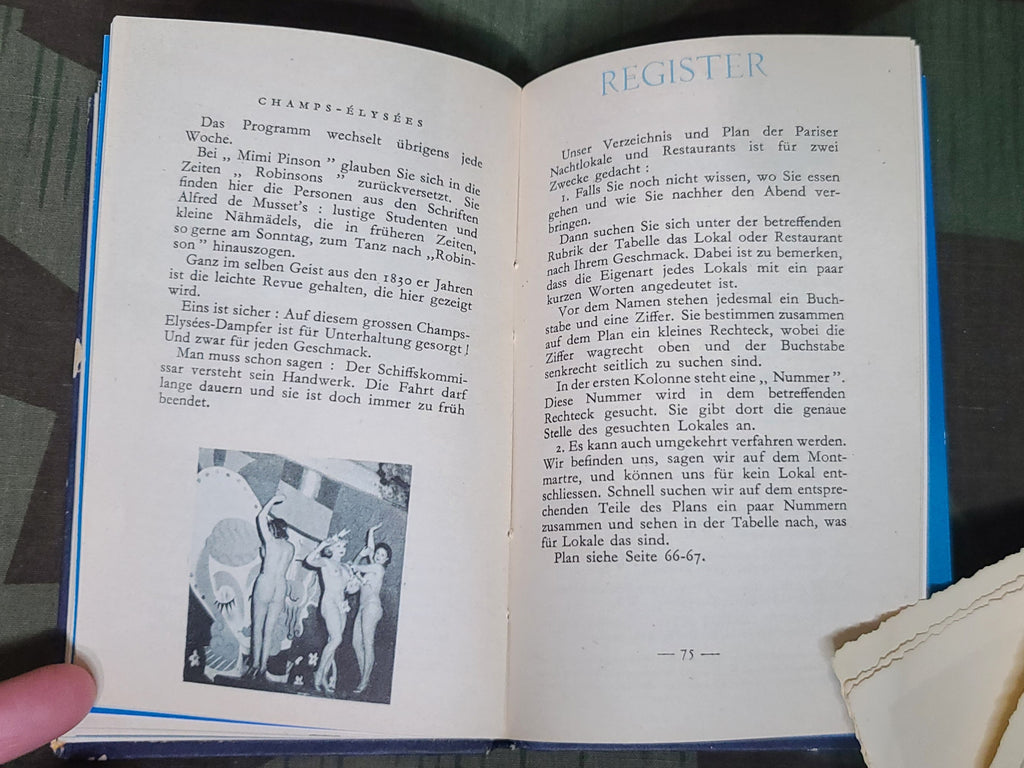 CHAMPS-ÉLYSÉES
Das Programm wechselt übrigens jede
Woche.
Bei „ Mimi Pinson ” glauben Sie sich in die
Zeiten „ Robinsons ” zurückversetzt. Sie
finden hier die Personen aus den Schriften
Alfred de Musset's : lustige Studenten und
kleine Nähmädels, die in früheren Zeiten,
so gerne am Sonntag, zum Tanz nach „Robin-
son” hinauszogen.
Ganz im selben Geist aus den 1830 er Jahren
ist die leichte Revue gehalten, die hier gezeigt
wird.
Eins ist sicher : Auf diesem grossen Champs-
Elysées-Dampfer ist für Unterhaltung gesorgt !
Und zwar für jeden Geschmack.
Man muss schon sagen : Der Schiffskommi-
ssar versteht sein Handwerk. Die Fahrt darf
lange dauern und sie ist doch immer zu früh
beendet.
REGISTER
Unser Verzeichnis und Plan der Pariser
Nachtlokale und Restaurants ist für zwei
Zwecke gedacht :
1. Falls Sie noch nicht wissen, wo Sie essen
gehen und wie Sie nachher den Abend ver-
bringen.
Dann suchen Sie sich unter der betreffenden
Rubrik der Tabelle das Lokal oder Restaurant
nach Ihrem Geschmack. Dabei ist zu bemerken,
dass die Eigenart jedes Lokals mit ein paar
kurzen Worten angedeutet ist.
Vor dem Namen stehen jedesmal ein Buch-
stabe und eine Ziffer. Sie bestimmen zusammen
auf dem Plan ein kleines Rechteck, wobei die
Ziffer wagrecht oben und der Buchstabe
senkrecht seitlich zu suchen sind.
In der ersten Kolonne steht eine „ Nummer ”.
Diese Nummer wird in dem betreffenden
Rechteck gesucht. Sie gibt dort die genaue
Stelle des gesuchten Lokales an.
2. Es kann auch umgekehrt verfahren werden.
Wir befinden uns, sagen wir auf dem Mont-
martre, und können uns für kein Lokal ent-
schliessen. Schnell suchen wir auf dem entspre-
chenden Teile des Plans ein paar Nummern
zusammen und sehen in der Tabelle nach, was
für Lokale das sind.
Plan siehe Seite 66-67.
— 75 —